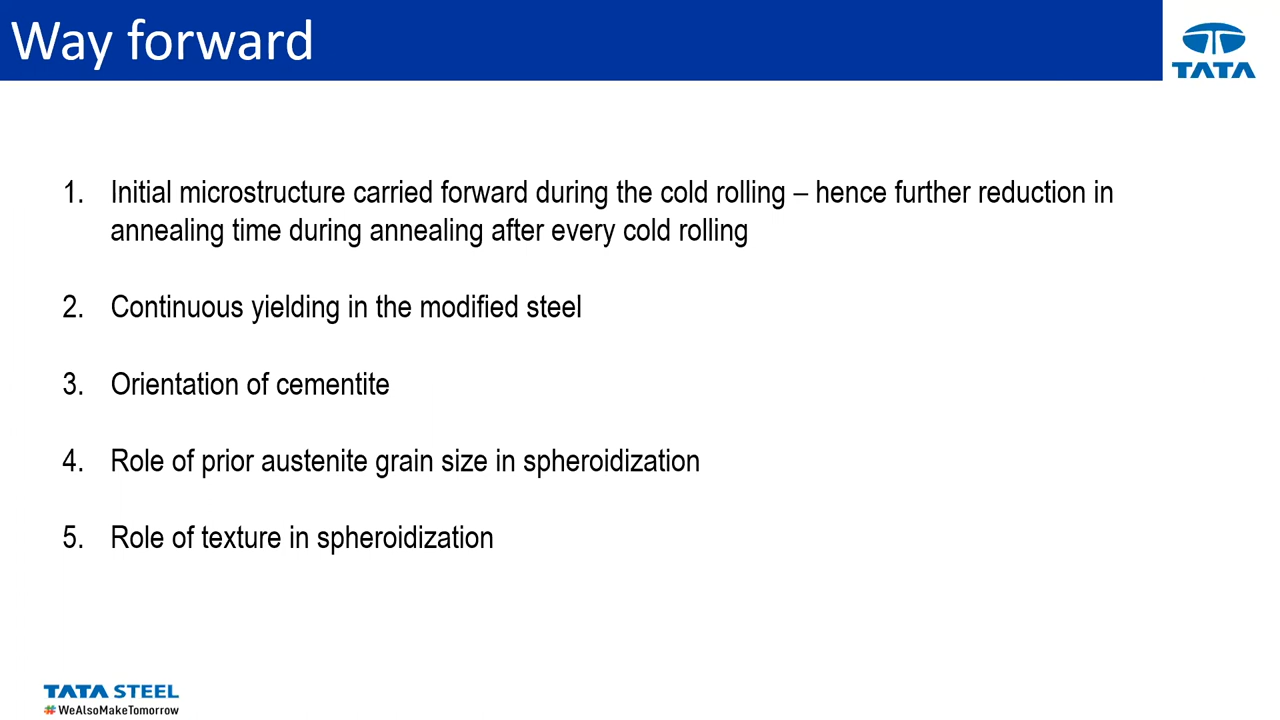 Way forward
TATA
1. Initial microstructure carried forward during the cold rolling – hence further reduction in
annealing time during annealing after every cold rolling
2. Continuous yielding in the modified steel
3. Orientation of cementite
4. Role of prior austenite grain size in spheroidization
5. Role of texture in spheroidization
TATA STEEL
#WeAlsoMakeTomorrow